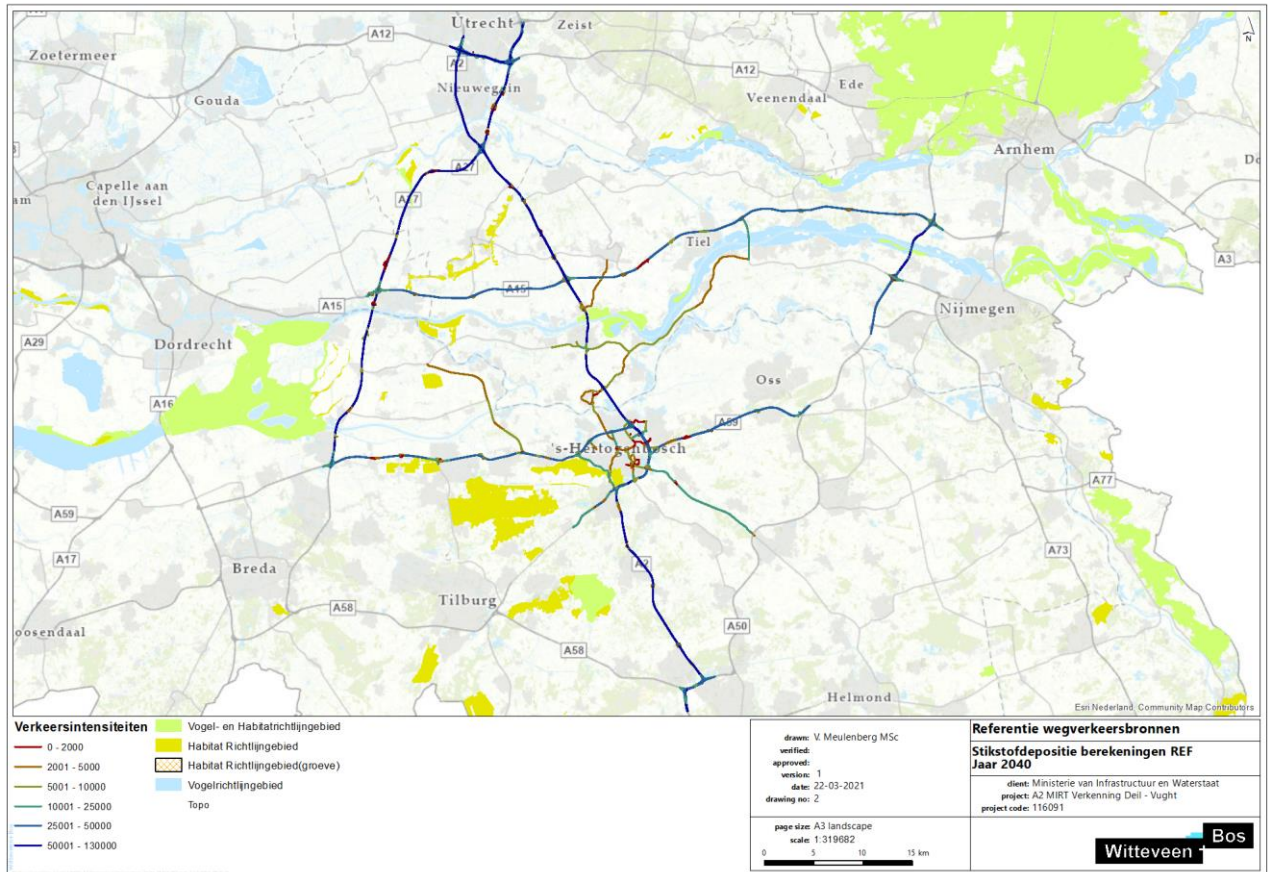 Utrecht
Zeist
A12
Zoetermeer
A2
A12
Ede
Gouda
Nieuwegein
Veenendaal
Arnhem
A27
Capelle aan
den IJssel
A27
Tiel
A3
A15
A15
Nijmegen
Dordrecht
A29
Oss
A16
A59
's-Hertogenbosch
A77
A59
A17
A73
Breda
A2
Tilburg
A58
A50
oosendaal
A58
Helmond
N
Esri Nederland, Community Map Contributors
Verkeersintensiteiten
0 - 2000
2001 - 5000
5001 - 10000
10001 - 25000
25001 - 50000
50001 - 130000
Vogel- en Habitatrichtlijngebied
Habitat Richtlijngebied
Habitat Richtlijngebied(groeve)
Vogelrichtlijngebied
Topo
drawn: V. Meulenberg MSc
verified:
approved:
version: 1
date: 22-03-2021
drawing no: 2
page size: A3 landscape
scale: 1:319682
0 5 10 15 km
Referentie wegverkeersbronnen
Stikstofdepositie berekeningen REF
Jaar 2040
client: Ministerie van Infrastructuur en Waterstaat
project: A2 MIRT Verkenning Deil - Vught
project code: 116091
Witteveen + Bos